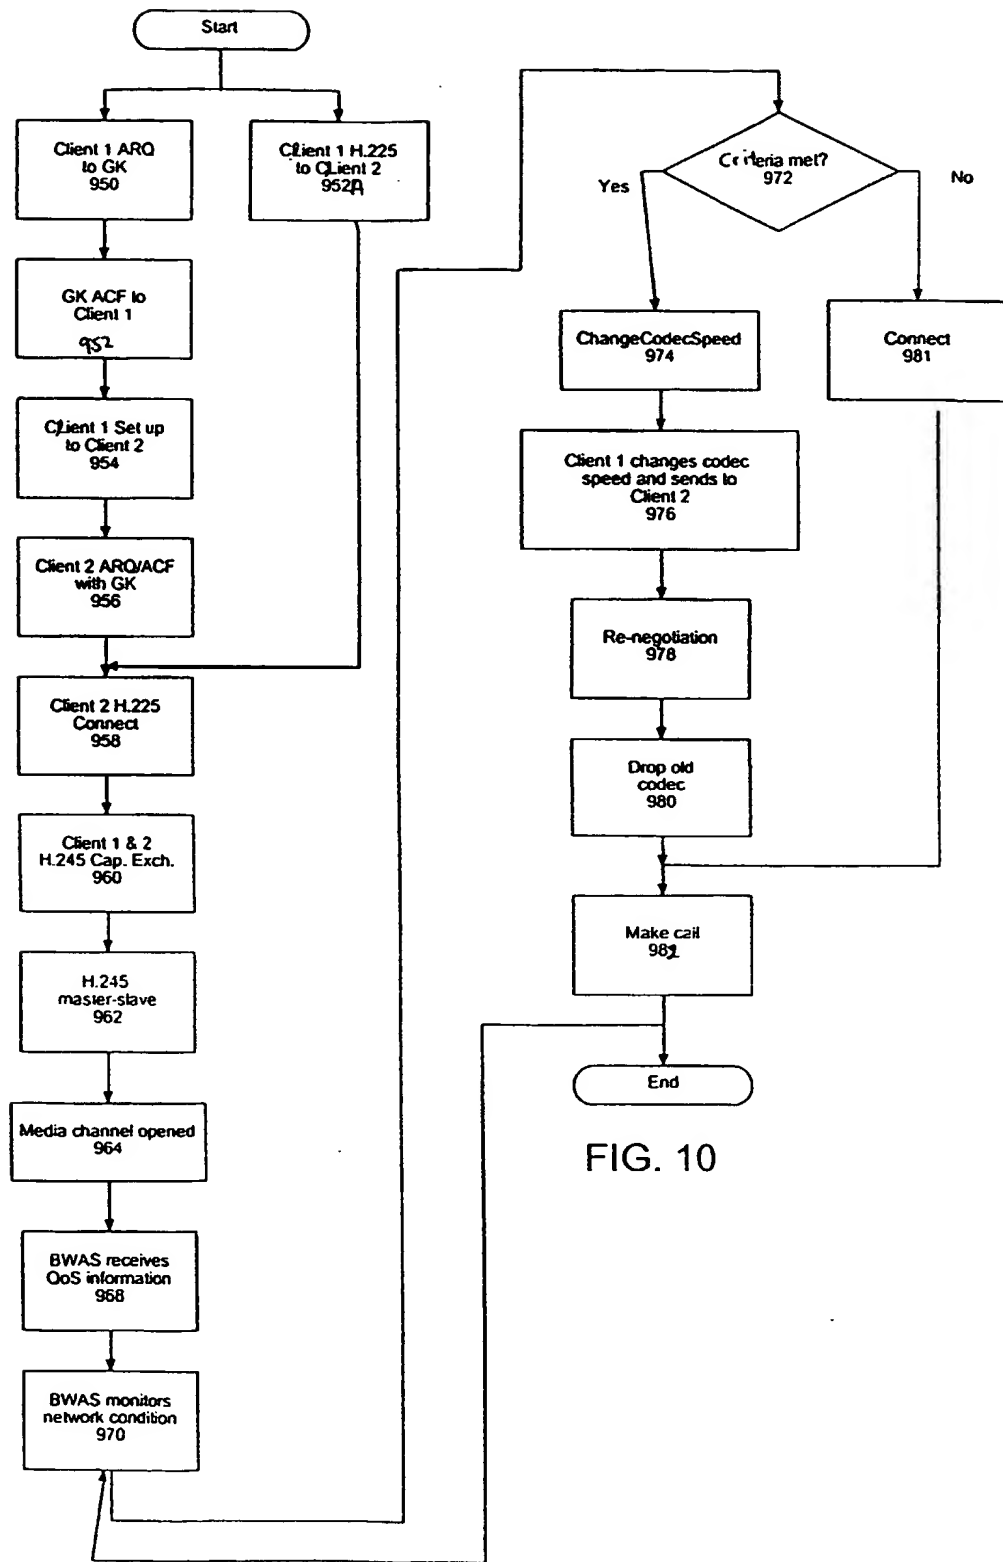 Start
Client 1 ARQ
to GK
950
Client 1 H.225
to Client 2
952A
GK ACF to
Client 1
952
Client 1 Set up
to Client 2
954
Client 2 ARQ/ACF
with GK
956
Client 2 H.225
Connect
958
Client 1 & 2
H.245 Cap. Exch.
960
H.245
master-slave
962
Media channel opened
964
BWAS receives
QoS information
968
BWAS monitors
network condition
970
Criteria met?
972
Yes
No
ChangeCodecSpeed
974
Connect
981
Client 1 changes codec
speed and sends to
Client 2
976
Re-negotiation
978
Drop old
codec
980
Make call
982
End
FIG. 10